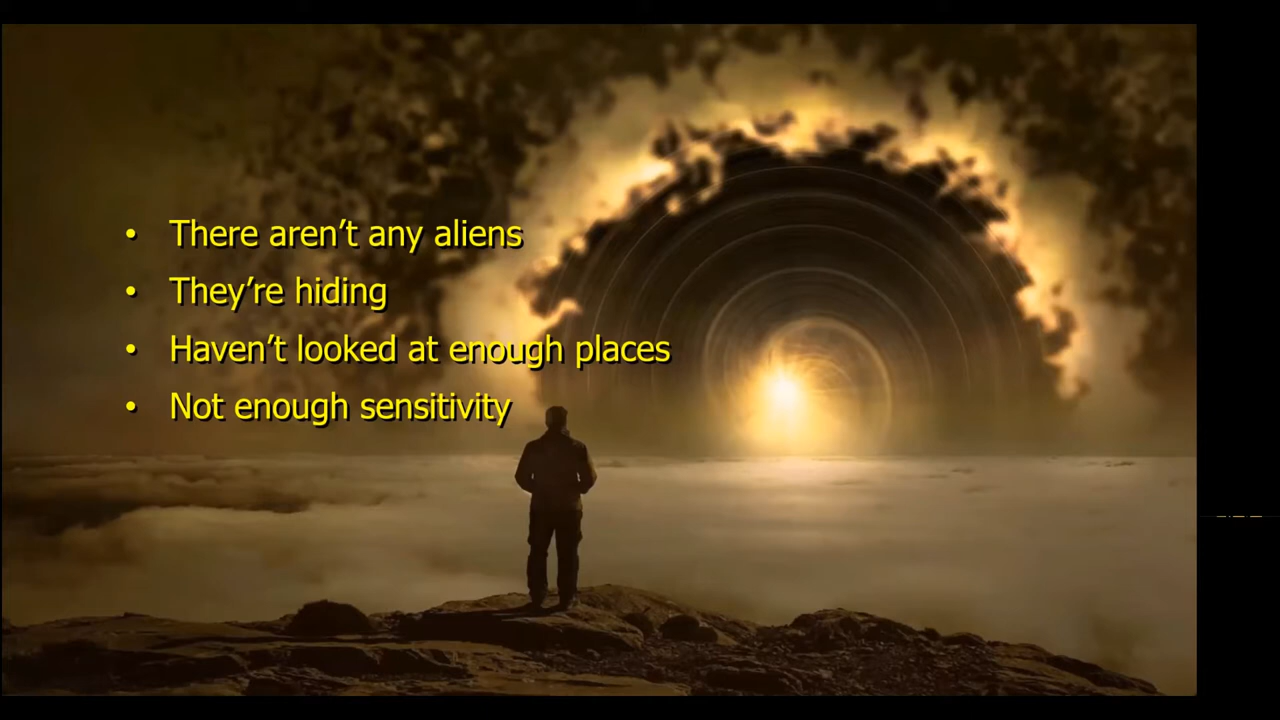 • There aren’t any aliens
• They’re hiding
• Haven’t looked at enough places
• Not enough sensitivity